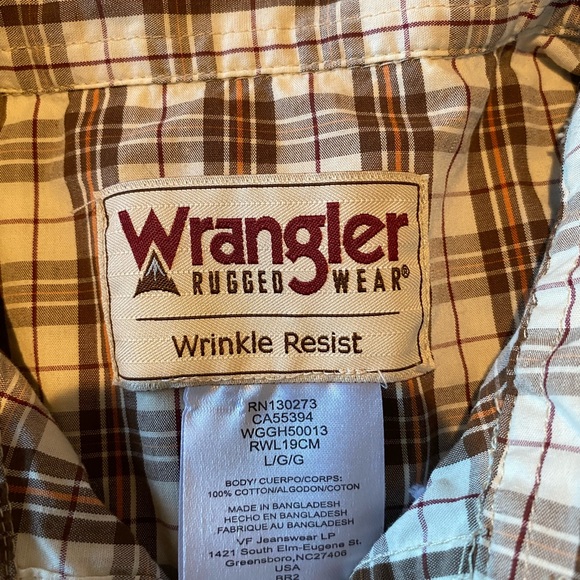 Wrangler
RUGGED WEAR®
Wrinkle Resist
RN130273
CA55394
WGGH50013
RWL19CM
L/G/G
BODY/ CUERPO/CORPS:
100% COTTON/ALGODON/COTON
MADE IN BANGLADESH
HECHO EN BANGLADESH
FABRIQUE AU BANGLADESH
VF Jeanswear LP
1421 South Elm-Eugene St.
Greensboro,NC27406
USA
BR2